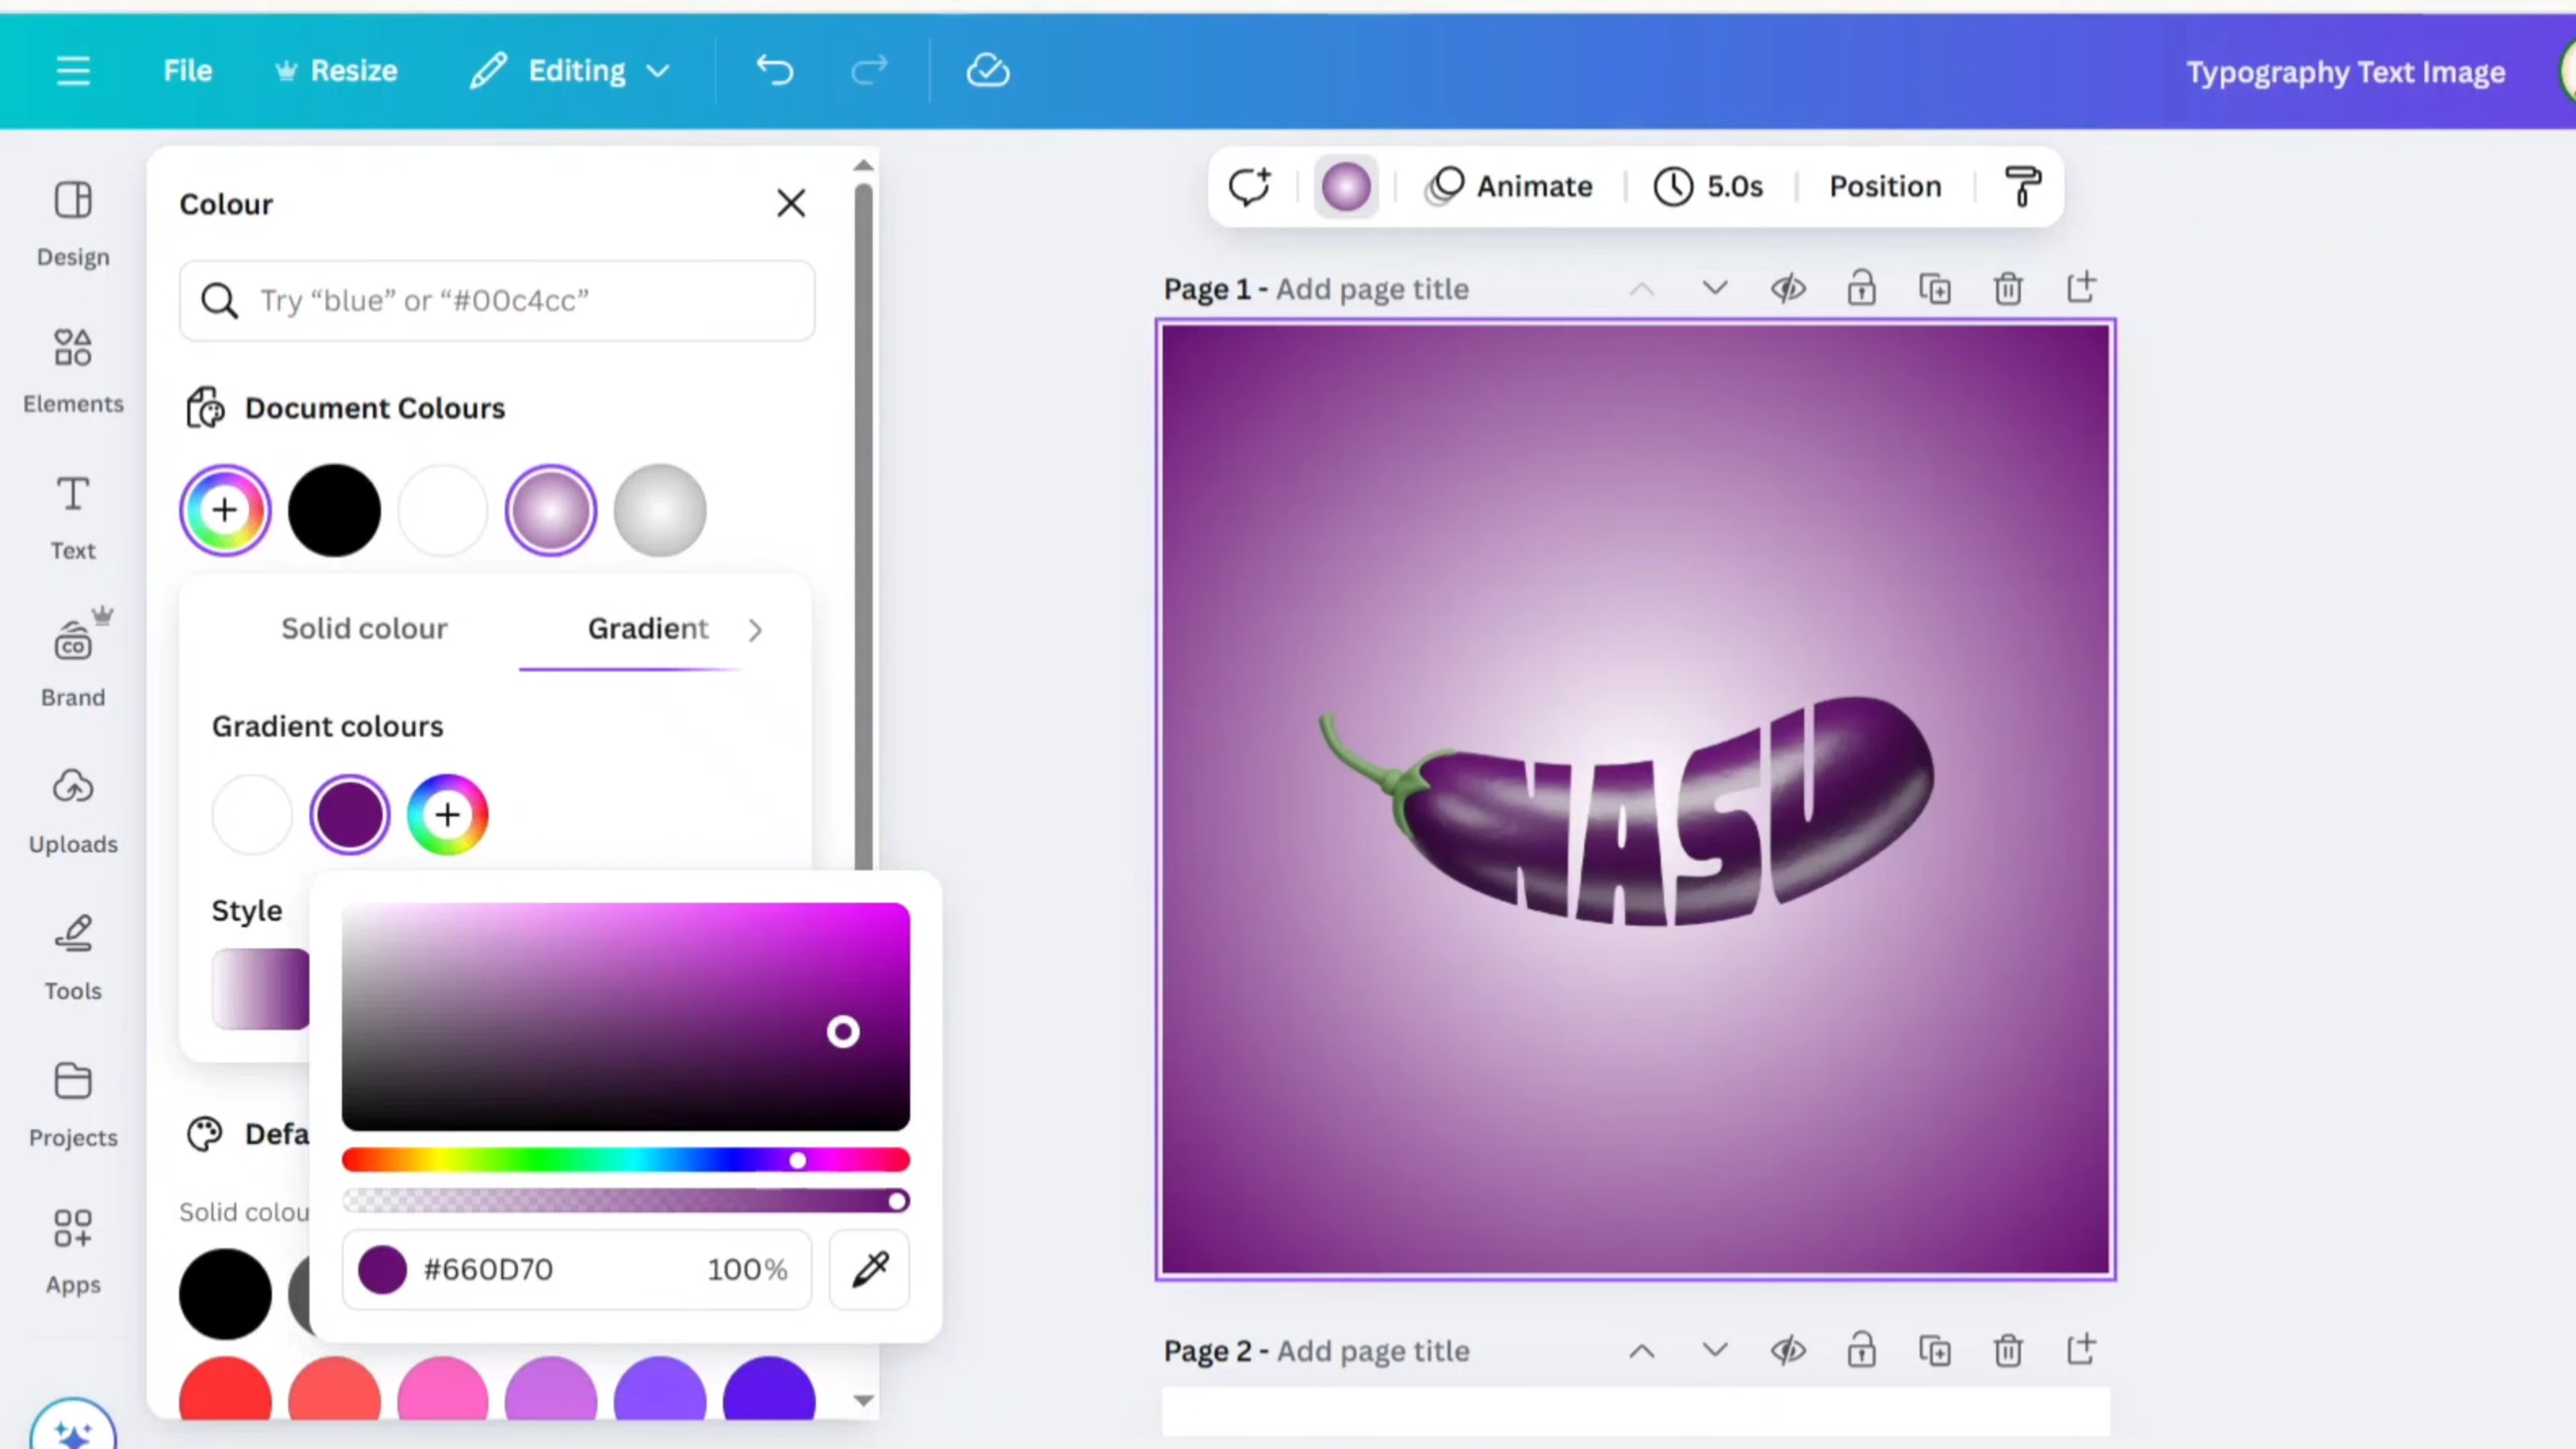 File Resize Editing Typography Text Image
Design
Elements
Text
Brand
CO
Uploads
Tools
Projects
Apps
Colour
Try “blue” or “#00c4cc”
Document Colours
Solid colour Gradient
Gradient colours
Style
Defa
Solid colou
#660D70 100%
Animate 5.0s Position
Page 1 - Add page title
NASU
Page 2 - Add page title